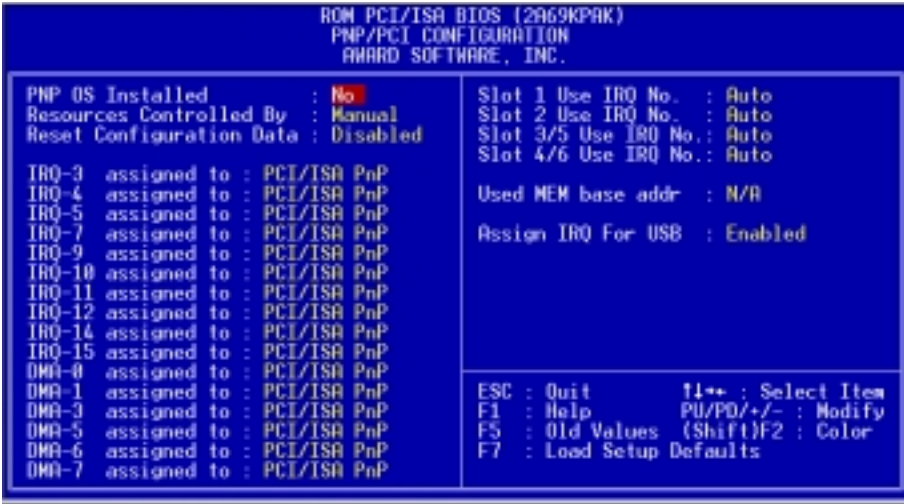 ROM PCI/ISA BIOS (2A69KPAK)
PNP/PCI CONFIGURATION
AWARD SOFTWARE, INC.
PNP OS Installed : No
Resources Controlled By : Manual
Reset Configuration Data : Disabled
IRQ-3 assigned to : PCI/ISA PnP
IRQ-4 assigned to : PCI/ISA PnP
IRQ-5 assigned to : PCI/ISA PnP
IRQ-7 assigned to : PCI/ISA PnP
IRQ-9 assigned to : PCI/ISA PnP
IRQ-10 assigned to : PCI/ISA PnP
IRQ-11 assigned to : PCI/ISA PnP
IRQ-12 assigned to : PCI/ISA PnP
IRQ-14 assigned to : PCI/ISA PnP
IRQ-15 assigned to : PCI/ISA PnP
DMA-0 assigned to : PCI/ISA PnP
DMA-1 assigned to : PCI/ISA PnP
DMA-3 assigned to : PCI/ISA PnP
DMA-5 assigned to : PCI/ISA PnP
DMA-6 assigned to : PCI/ISA PnP
DMA-7 assigned to : PCI/ISA PnP
Slot 1 Use IRQ No. : Auto
Slot 2 Use IRQ No. : Auto
Slot 3/5 Use IRQ No.: Auto
Slot 4/6 Use IRQ No.: Auto
Used MEM base addr : N/A
Assign IRQ For USB : Enabled
ESC : Quit ↑↓→← : Select Item
F1 : Help PU/PD/+/- : Modify
F5 : Old Values (Shift)F2 : Color
F7 : Load Setup Defaults